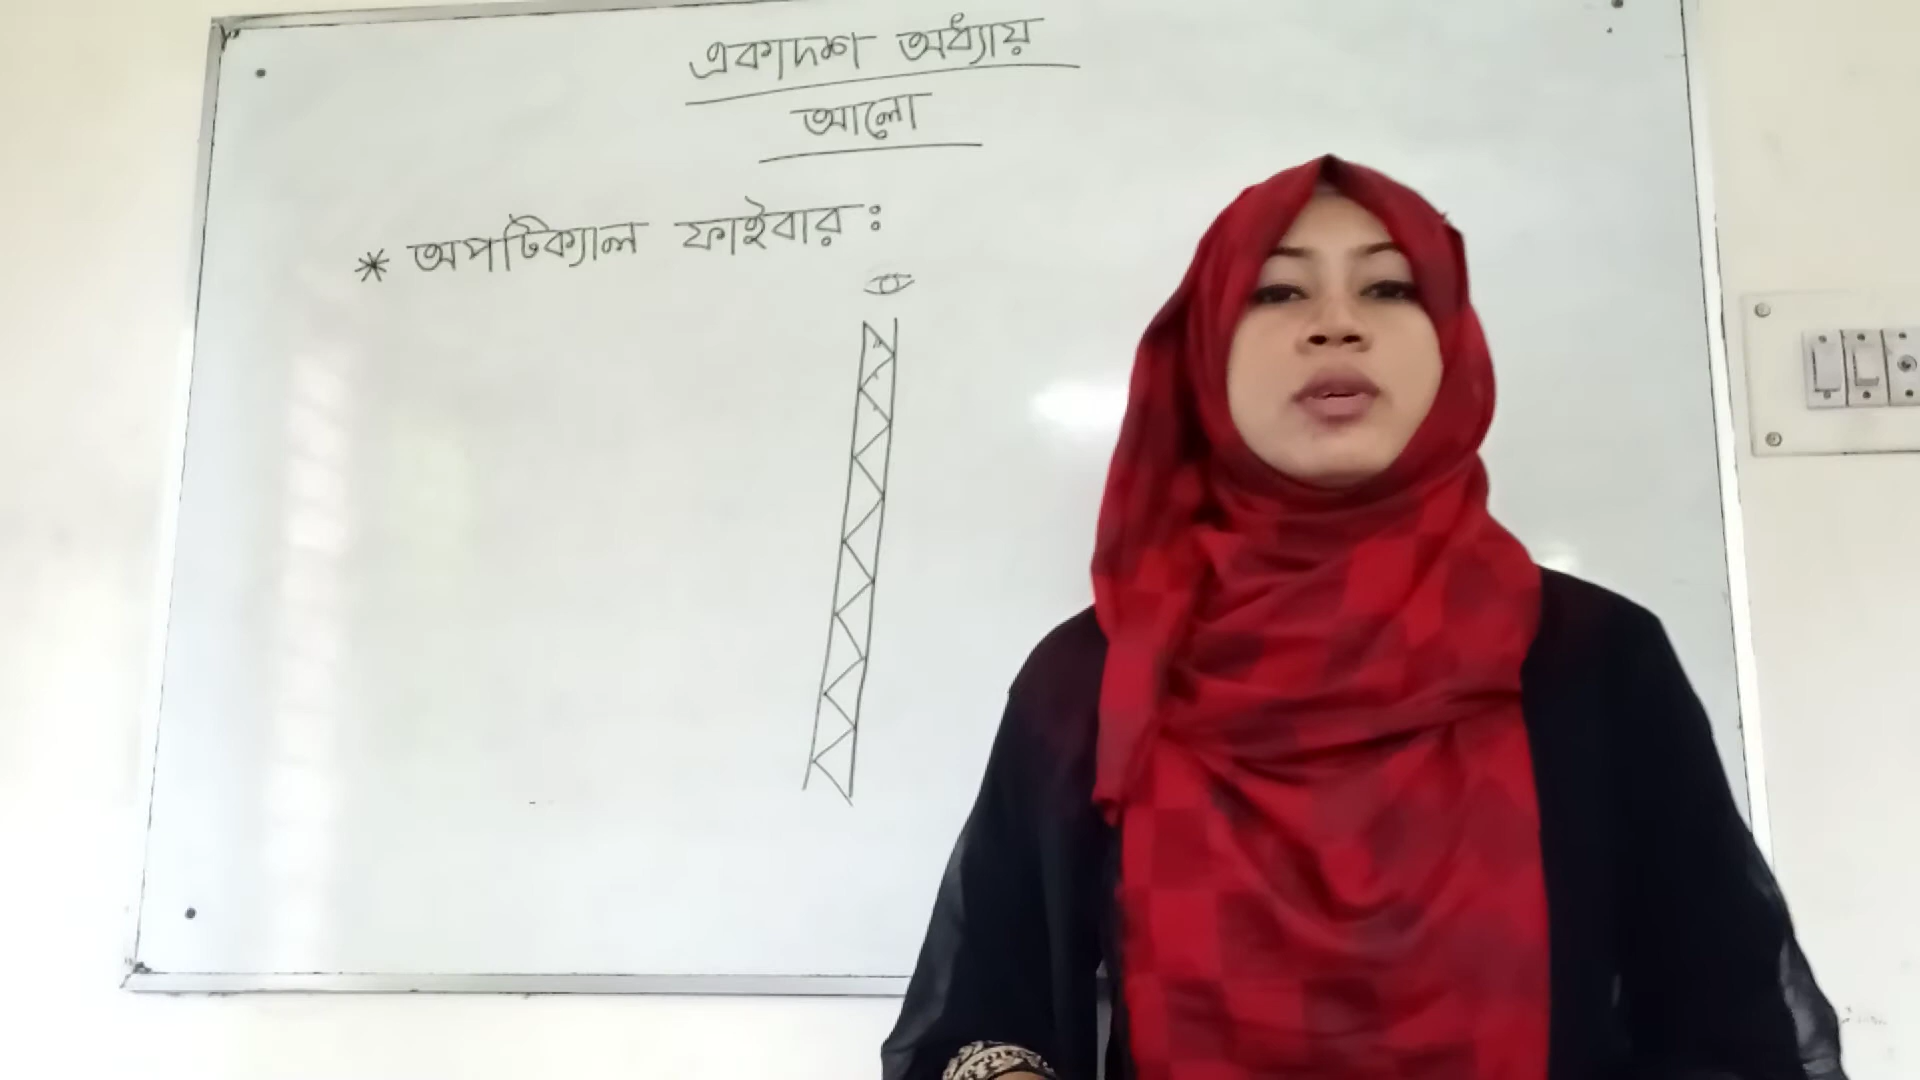 একাদশ অধ্যায়
আলো
* অপটিক্যাল ফাইবার :